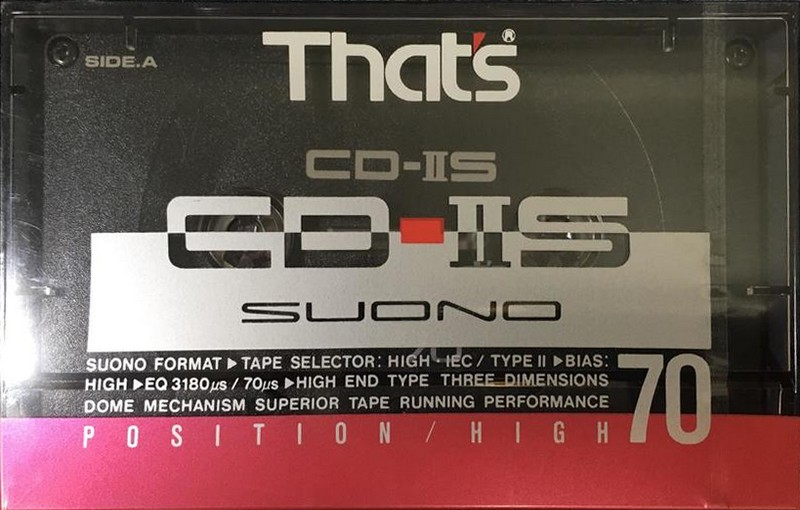 SIDE.A
That's®
CD-IIS
CD-IIS
SUONO
SUONO FORMAT ▶ TAPE SELECTOR: HIGH · IEC / TYPE II ▶ BIAS:
HIGH ▶ EQ 3180μs / 70μs ▶ HIGH END TYPE THREE DIMENSIONS
DOME MECHANISM SUPERIOR TAPE RUNNING PERFORMANCE
70
POSITION/HIGH